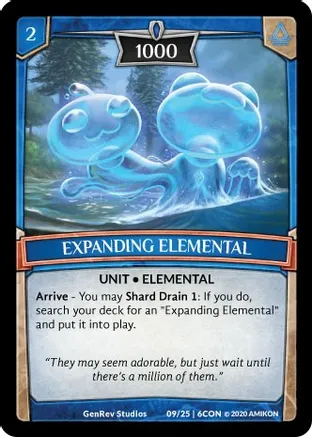 2
1000
EXPANDING ELEMENTAL
UNIT • ELEMENTAL
Arrive - You may Shard Drain 1: If you do,
search your deck for an "Expanding Elemental"
and put it into play.
"They may seem adorable, but just wait until
there's a million of them."
GenRev Studios 09/25 | 6CON © 2020 AMIKON